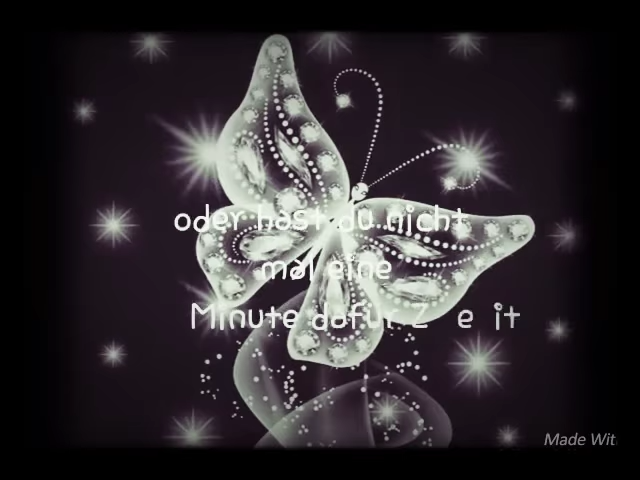 oder hast du nicht
mal eine
Minute dafür Z e it
Made Wit